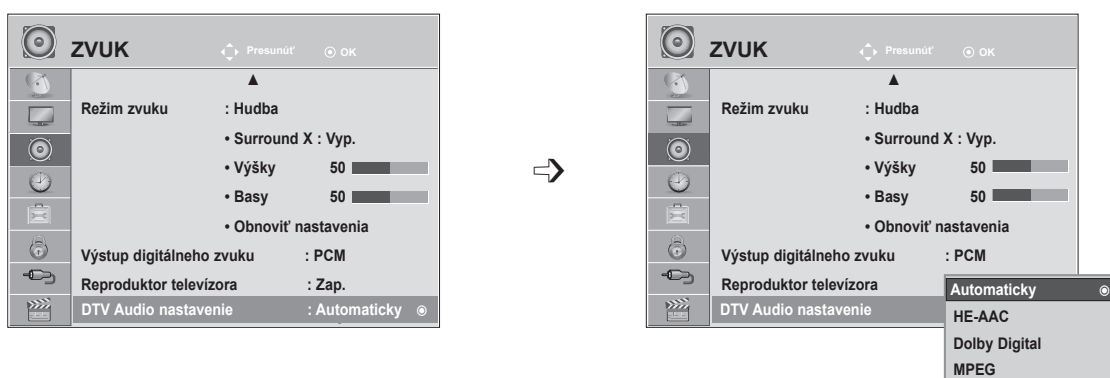 ZVUK Presunúť OK
Režim zvuku : Hudba
• Surround X : Vyp.
• Výšky 50
• Basy 50
• Obnoviť nastavenia
Výstup digitálneho zvuku : PCM
Reproduktor televízora : Zap.
DTV Audio nastavenie : Automaticky
ZVUK Presunúť OK
Režim zvuku : Hudba
• Surround X : Vyp.
• Výšky 50
• Basy 50
• Obnoviť nastavenia
Výstup digitálneho zvuku : PCM
Reproduktor televízora
DTV Audio nastavenie
Automaticky
HE-AAC
Dolby Digital
MPEG